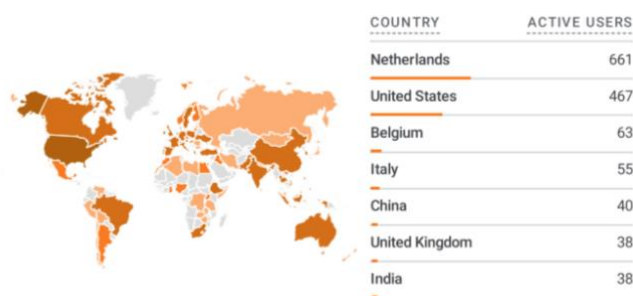 COUNTRY ACTIVE USERS
Netherlands 661
United States 467
Belgium 63
Italy 55
China 40
United Kingdom 38
India 38